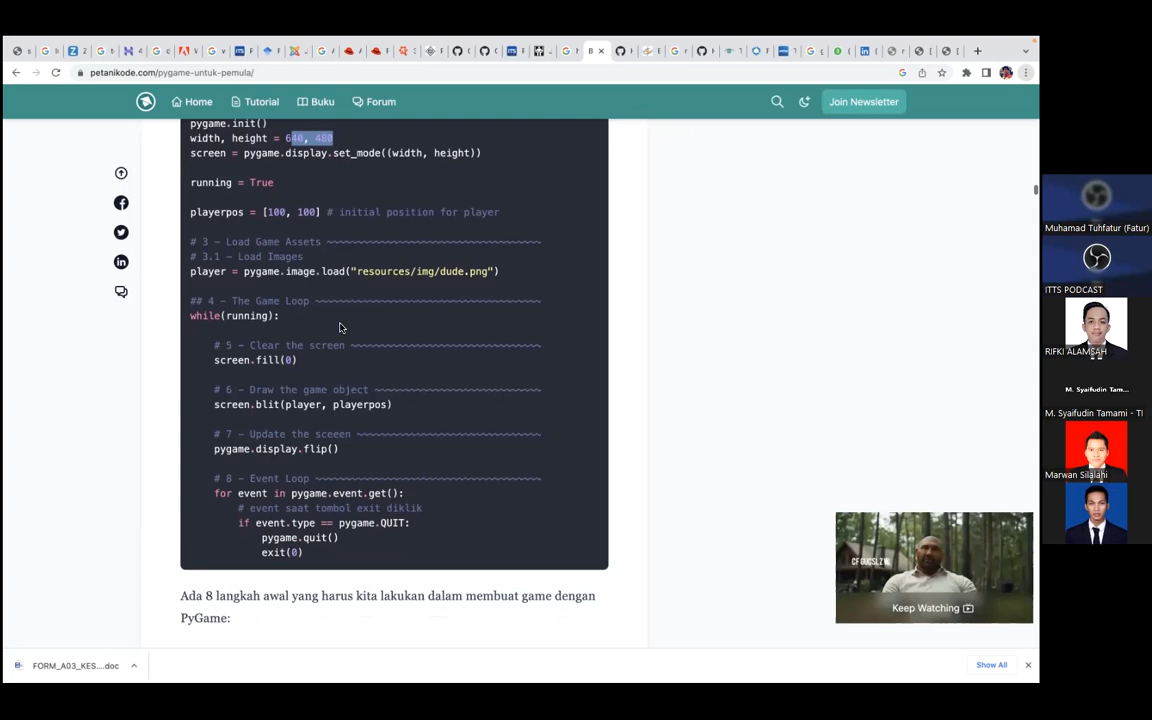 petanikode.com/pygame-untuk-pemula/
Home
Tutorial
Buku
Forum
Join Newsletter
pygame.init()
width, height = 640, 480
screen = pygame.display.set_mode((width, height))
running = True
playerpos = [100, 100] # initial position for player
# 3 - Load Game Assets ~~~~~~~~~~~~~~~~~~~~~~~~~~~~~~~~~~~~
# 3.1 - Load Images
player = pygame.image.load("resources/img/dude.png")
## 4 - The Game Loop ~~~~~~~~~~~~~~~~~~~~~~~~~~~~~~~~~~~~~~
while(running):
# 5 - Clear the screen ~~~~~~~~~~~~~~~~~~~~~~~~~~~~
screen.fill(0)
# 6 - Draw the game object ~~~~~~~~~~~~~~~~~~~~~~~~~~~~
screen.blit(player, playerpos)
# 7 - Update the sceeen ~~~~~~~~~~~~~~~~~~~~~~~~~~~~~~~
pygame.display.flip()
# 8 - Event Loop ~~~~~~~~~~~~~~~~~~~~~~~~~~~~~~~~~~~~~~
for event in pygame.event.get():
# event saat tombol exit diklik
if event.type == pygame.QUIT:
pygame.quit()
exit(0)
Ada 8 langkah awal yang harus kita lakukan dalam membuat game dengan
PyGame:
Keep Watching
FORM_A03_KES....doc
Show All
Muhamad Tuhfatur (Fatur)
ITTS PODCAST
RIFKI ALAMSAH
M. Syaifudin Tam...
M. Syaifudin Tamami - TI
Marwan Silalahi